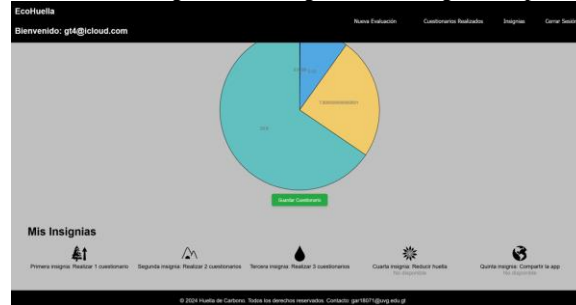 EcoHuella
Bienvenido: gt4@icloud.com
Nueva Evaluación
Cuestionarios Realizados
Insignias
Cerrar Sesión
Guardar Cuestionario
Mis Insignias
Primera insignia: Realizar 1 cuestionario
Segunda insignia: Realizar 2 cuestionarios
Tercera insignia: Realizar 3 cuestionarios
Cuarta insignia: Reducir huella
No disponible
Quinta insignia: Compartir la app
No disponible
© 2024 Huella de Carbono. Todos los derechos reservados. Contacto: gar18071@uvg.edu.gt